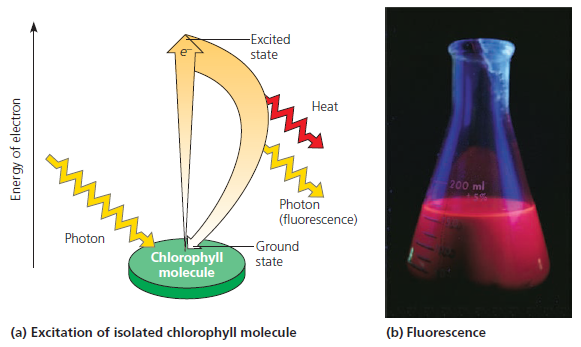 Excited
state
e−
Energy of electron
Heat
Photon
(fluorescence)
Photon
Ground
state
Chlorophyll
molecule
200 ml
(a) Excitation of isolated chlorophyll molecule
(b) Fluorescence